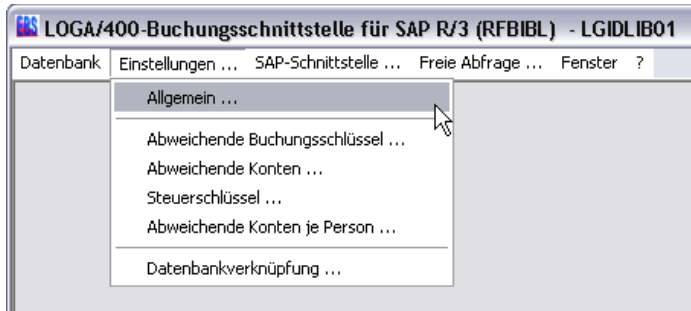 EBS LOGA/400-Buchungsschnittstelle für SAP R/3 (RFBIBL) - LGIDLIB01
Datenbank Einstellungen ... SAP-Schnittstelle ... Freie Abfrage ... Fenster ?
Allgemein ...
Abweichende Buchungsschlüssel ...
Abweichende Konten ...
Steuerschlüssel ...
Abweichende Konten je Person ...
Datenbankverknüpfung ...